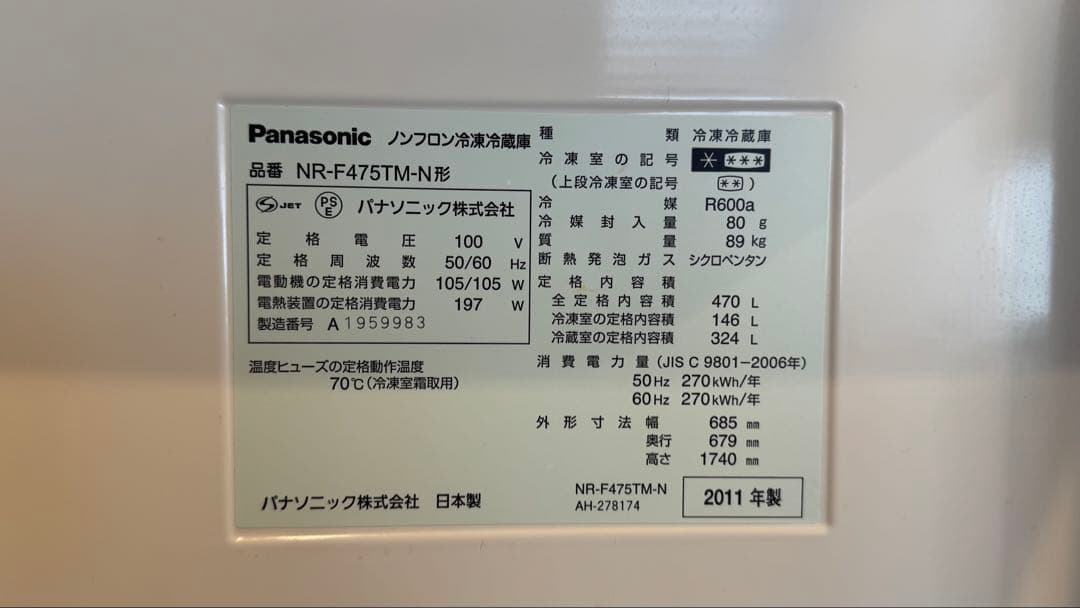 Panasonic ノンフロン冷凍冷蔵庫
品番 NR-F475TM-N形
JET PSE パナソニック株式会社
定格電圧 100 V
定格周波数 50/60 Hz
電動機の定格消費電力 105/105 W
電熱装置の定格消費電力 197 W
製造番号 A 1959983
温度ヒューズの定格動作温度
70℃(冷凍室霜取用)
パナソニック株式会社 日本製
種類 冷凍冷蔵庫
冷凍室の記号 * ***
(上段冷凍室の記号 ** )
冷媒 R600a
冷媒封入量 80 g
質量 89 kg
断熱発泡ガス シクロペンタン
定格内容積
全定格内容積 470 L
冷凍室の定格内容積 146 L
冷蔵室の定格内容積 324 L
消費電力量 (JIS C 9801-2006年)
50Hz 270kWh/年
60Hz 270kWh/年
外形寸法 幅 685 mm
奥行 679 mm
高さ 1740 mm
NR-F475TM-N
AH-278174
2011 年製